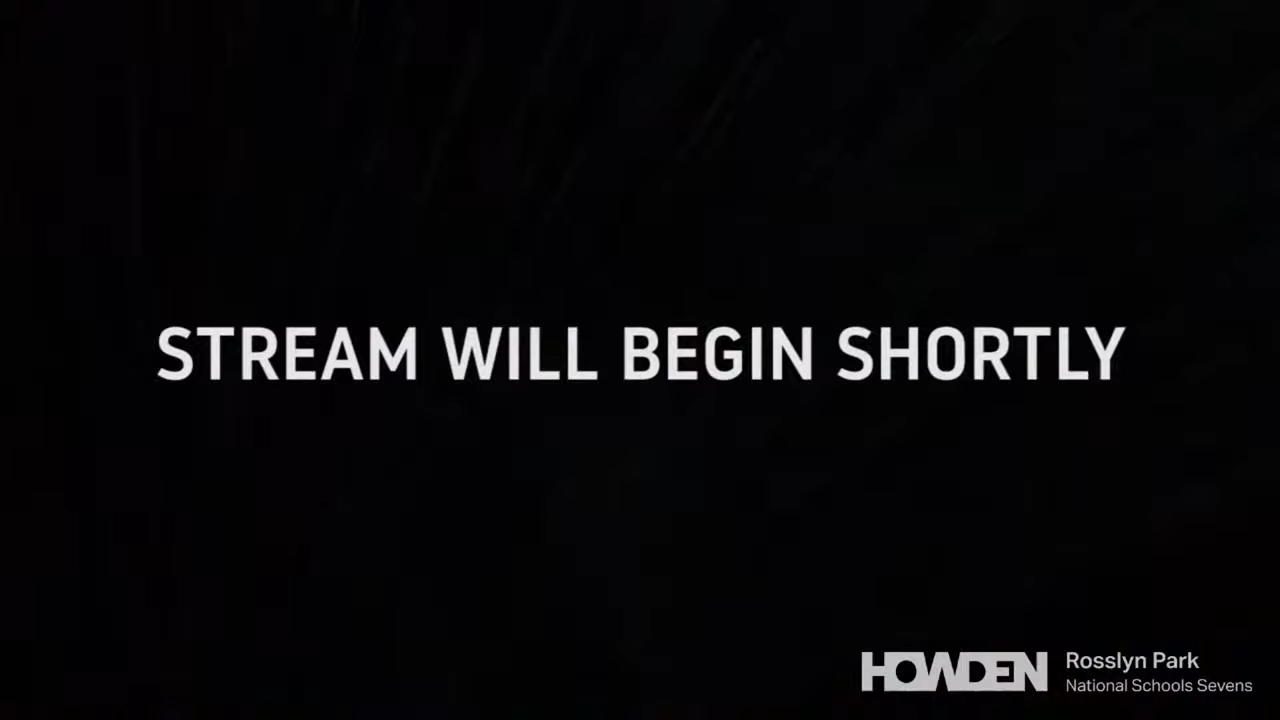 STREAM WILL BEGIN SHORTLY
HOWDEN
Rosslyn Park
National Schools Sevens